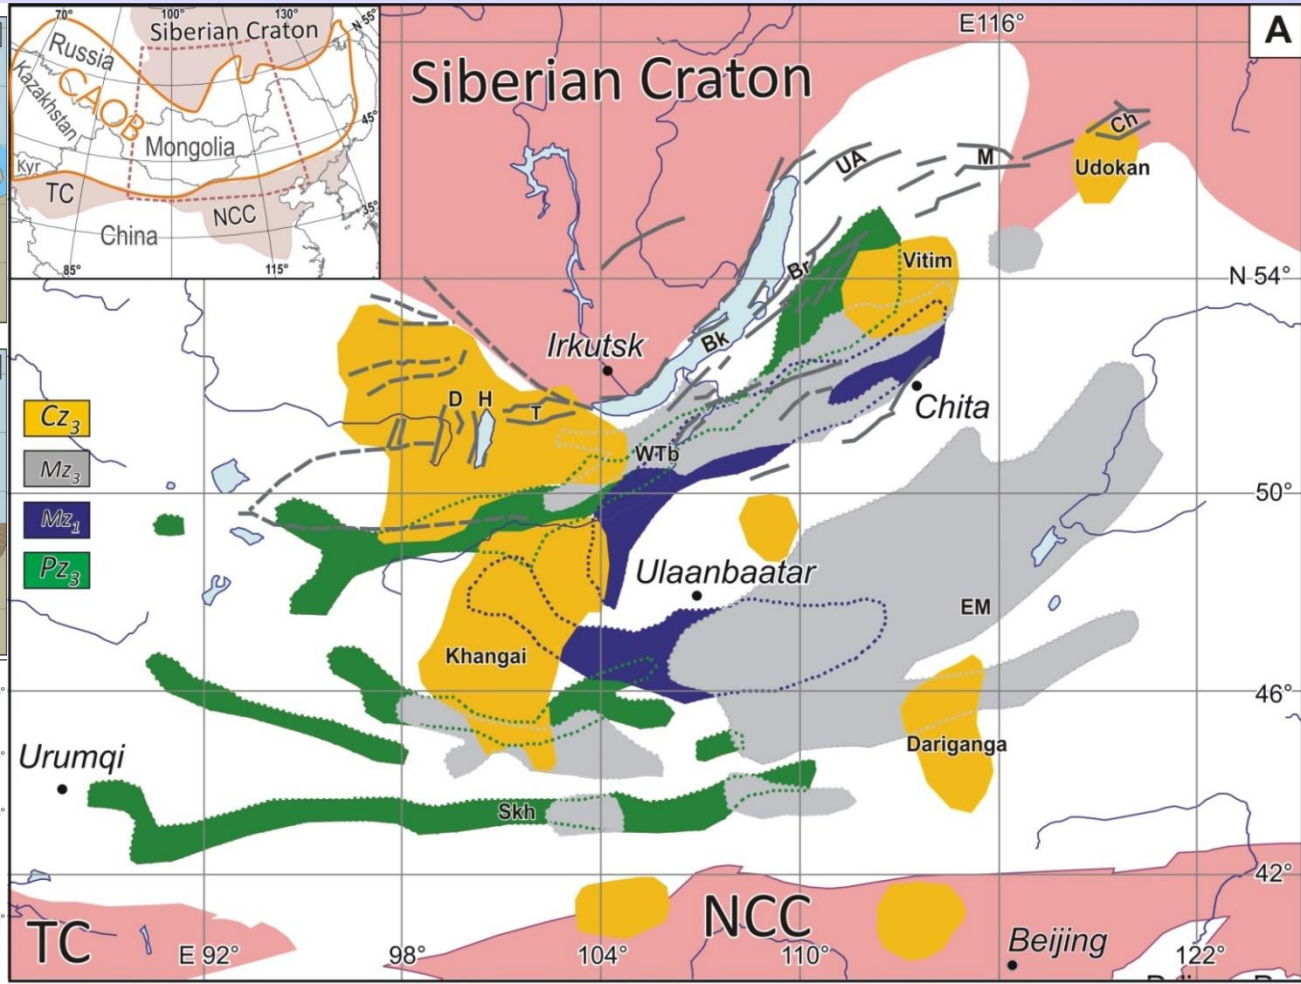 70°
100°
130°
N 55°
Siberian Craton
Russia
Kazakhstan
CAOB
45°
Mongolia
Kyr
TC
NCC
35°
China
85°
115°
E116°
A
Siberian Craton
Ch
UA
M
Udokan
Br
Vitim
N 54°
Irkutsk
Bk
Cz3
D
H
T
Chita
Mz3
WTb
Mz1
50°
Pz3
Ulaanbaatar
EM
Khangai
46°
Urumqi
Dariganga
Skh
42°
TC
NCC
E 92°
98°
104°
110°
Beijing
122°